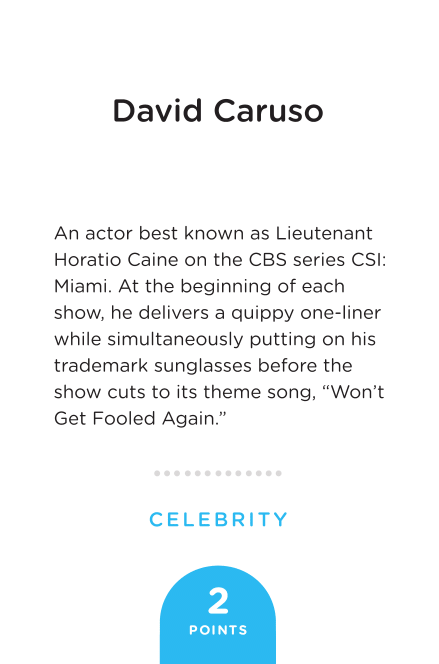 David Caruso
An actor best known as Lieutenant
Horatio Caine on the CBS series CSI:
Miami. At the beginning of each
show, he delivers a quippy one-liner
while simultaneously putting on his
trademark sunglasses before the
show cuts to its theme song, “Won’t
Get Fooled Again.”
CELEBRITY
2
POINTS